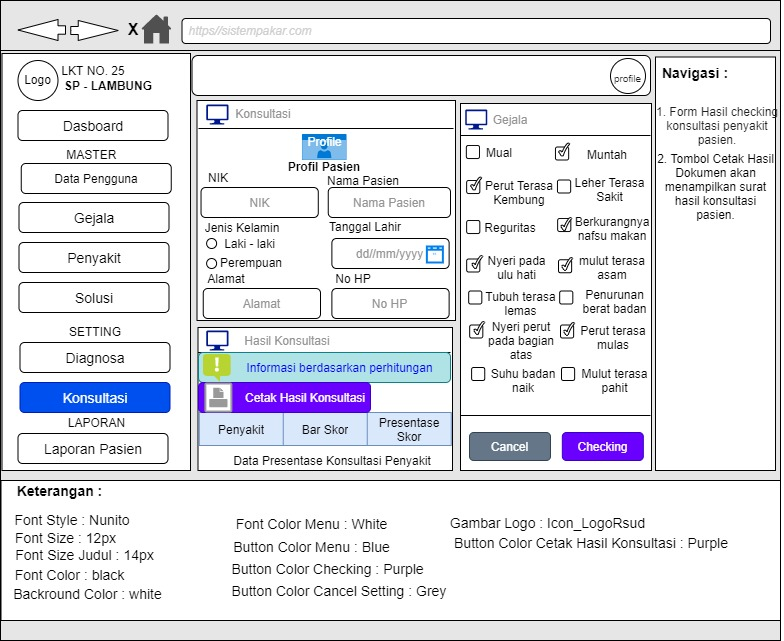 X
https//sistempakar.com
Logo
LKT NO. 25
SP - LAMBUNG
Dasboard
MASTER
Data Pengguna
Gejala
Penyakit
Solusi
SETTING
Diagnosa
Konsultasi
LAPORAN
Laporan Pasien
profile
Konsultasi
Profile
Profil Pasien
NIK
Nama Pasien
NIK
Nama Pasien
Jenis Kelamin
Tanggal Lahir
Laki - laki
Perempuan
dd//mm/yyyy
Alamat
No HP
Alamat
No HP
Hasil Konsultasi
Informasi berdasarkan perhitungan
Cetak Hasil Konsultasi
Penyakit
Bar Skor
Presentase
Skor
Data Presentase Konsultasi Penyakit
Gejala
Mual
Muntah
Perut Terasa
Kembung
Leher Terasa
Sakit
Reguritas
Berkurangnya
nafsu makan
Nyeri pada
ulu hati
mulut terasa
asam
Tubuh terasa
lemas
Penurunan
berat badan
Nyeri perut
pada bagian
atas
Perut terasa
mulas
Suhu badan
naik
Mulut terasa
pahit
Cancel
Checking
Navigasi :
1. Form Hasil checking
konsultasi penyakit
pasien.
2. Tombol Cetak Hasil
Dokumen akan
menampilkan surat
hasil konsultasi
pasien.
Keterangan :
Font Style : Nunito
Font Size : 12px
Font Size Judul : 14px
Font Color : black
Backround Color : white
Font Color Menu : White
Button Color Menu : Blue
Button Color Checking : Purple
Button Color Cancel Setting : Grey
Gambar Logo : Icon_LogoRsud
Button Color Cetak Hasil Konsultasi : Purple